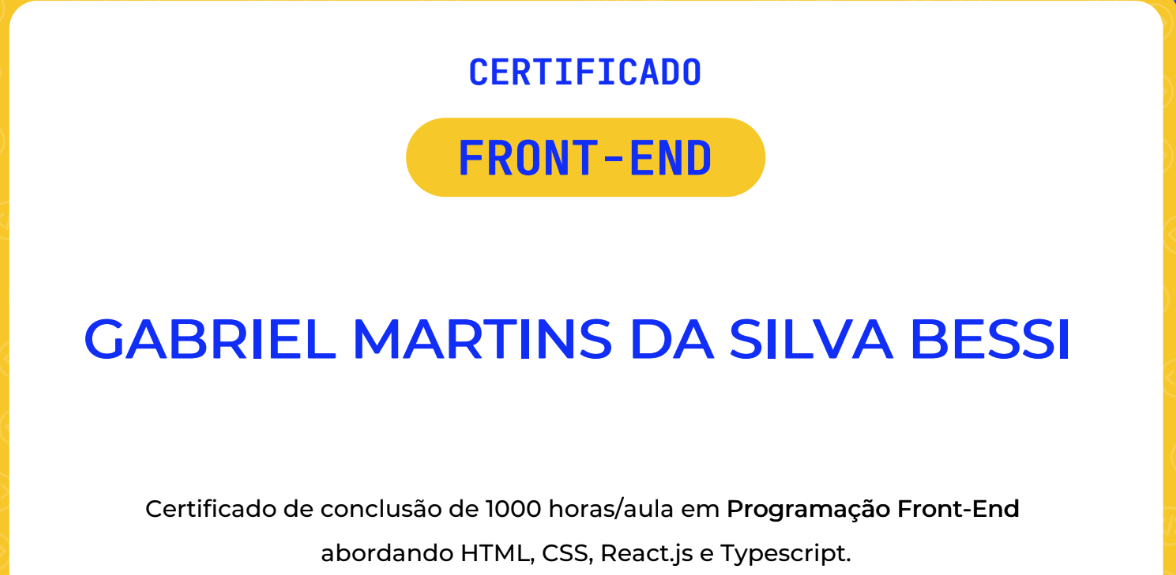 CERTIFICADO
FRONT-END
GABRIEL MARTINS DA SILVA BESSI
Certificado de conclusão de 1000 horas/aula em Programação Front-End
abordando HTML, CSS, React.js e Typescript.